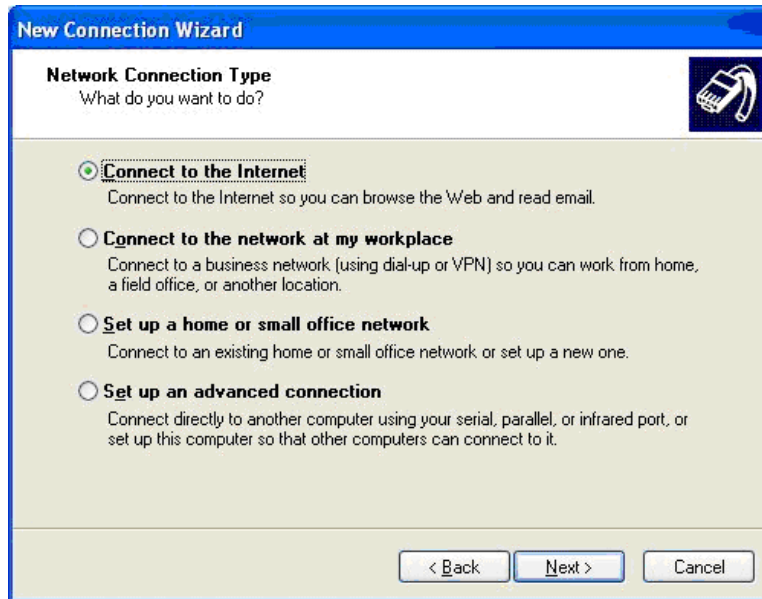 New Connection Wizard
Network Connection Type
What do you want to do?
Connect to the Internet
Connect to the Internet so you can browse the Web and read email.
Connect to the network at my workplace
Connect to a business network (using dial-up or VPN) so you can work from home,
a field office, or another location.
Set up a home or small office network
Connect to an existing home or small office network or set up a new one.
Set up an advanced connection
Connect directly to another computer using your serial, parallel, or infrared port, or
set up this computer so that other computers can connect to it.
< Back Next > Cancel